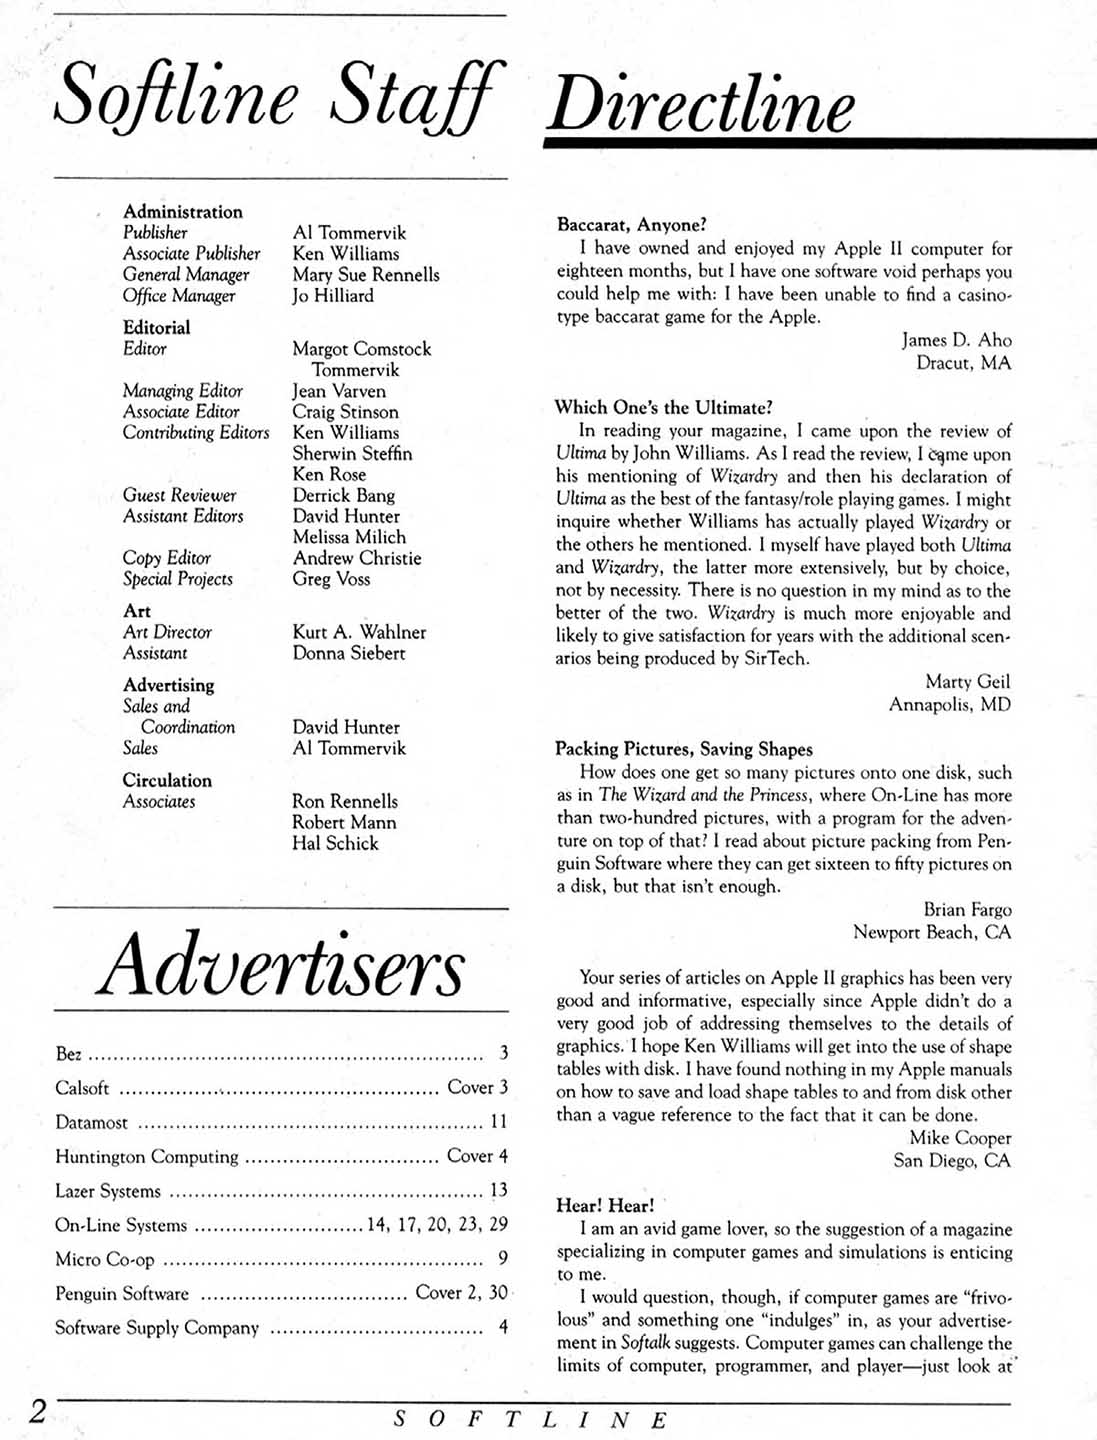 Softline Staff
Administration
Publisher Al Tommervik
Associate Publisher Ken Williams
General Manager Mary Sue Rennells
Office Manager Jo Hilliard
Editorial
Editor Margot Comstock
Tommervik
Managing Editor Jean Varven
Associate Editor Craig Stinson
Contributing Editors Ken Williams
Sherwin Steffin
Ken Rose
Guest Reviewer Derrick Bang
Assistant Editors David Hunter
Melissa Milich
Copy Editor Andrew Christie
Special Projects Greg Voss
Art
Art Director Kurt A. Wahlner
Assistant Donna Siebert
Advertising
Sales and
Coordination David Hunter
Sales Al Tommervik
Circulation
Associates Ron Rennells
Robert Mann
Hal Schick
Advertisers
Bez ........ 3
Calsoft ........ Cover 3
Datamost ........ 11
Huntington Computing ........ Cover 4
Lazer Systems ........ 13
On-Line Systems ........ 14, 17, 20, 23, 29
Micro Co-op ........ 9
Penguin Software ........ Cover 2, 30
Software Supply Company ........ 4
Directline
Baccarat, Anyone?
I have owned and enjoyed my Apple II computer for
eighteen months, but I have one software void perhaps you
could help me with: I have been unable to find a casino-
type baccarat game for the Apple.
James D. Aho
Dracut, MA
Which One's the Ultimate?
In reading your magazine, I came upon the review of
Ultima by John Williams. As I read the review, I came upon
his mentioning of Wizardry and then his declaration of
Ultima as the best of the fantasy/role playing games. I might
inquire whether Williams has actually played Wizardry or
the others he mentioned. I myself have played both Ultima
and Wizardry, the latter more extensively, but by choice,
not by necessity. There is no question in my mind as to the
better of the two. Wizardry is much more enjoyable and
likely to give satisfaction for years with the additional scen-
arios being produced by SirTech.
Marty Geil
Annapolis, MD
Packing Pictures, Saving Shapes
How does one get so many pictures onto one disk, such
as in The Wizard and the Princess, where On-Line has more
than two-hundred pictures, with a program for the adven-
ture on top of that? I read about picture packing from Pen-
guin Software where they can get sixteen to fifty pictures on
a disk, but that isn't enough.
Brian Fargo
Newport Beach, CA
Your series of articles on Apple II graphics has been very
good and informative, especially since Apple didn't do a
very good job of addressing themselves to the details of
graphics. I hope Ken Williams will get into the use of shape
tables with disk. I have found nothing in my Apple manuals
on how to save and load shape tables to and from disk other
than a vague reference to the fact that it can be done.
Mike Cooper
San Diego, CA
Hear! Hear!
I am an avid game lover, so the suggestion of a magazine
specializing in computer games and simulations is enticing
to me.
I would question, though, if computer games are "frivo-
lous" and something one "indulges" in, as your advertise-
ment in Softalk suggests. Computer games can challenge the
limits of computer, programmer, and player—just look at
2
SOFTLINE